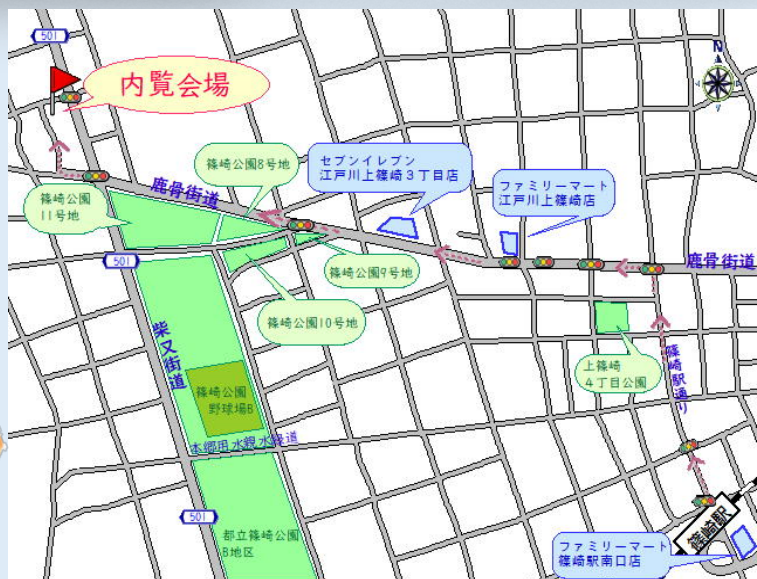 501
内覧会場
N
篠崎公園8号地
セブンイレブン
江戸川上篠崎3丁目店
ファミリーマート
江戸川上篠崎店
篠崎公園
11号地
鹿骨街道
501
篠崎公園9号地
鹿骨街道
篠崎公園10号地
柴又街道
上篠崎
4丁目公園
篠崎駅通り
篠崎公園
野球場B
本郷用水親水緑道
501
都立篠崎公園
B地区
篠崎駅
ファミリーマート
篠崎駅南口店